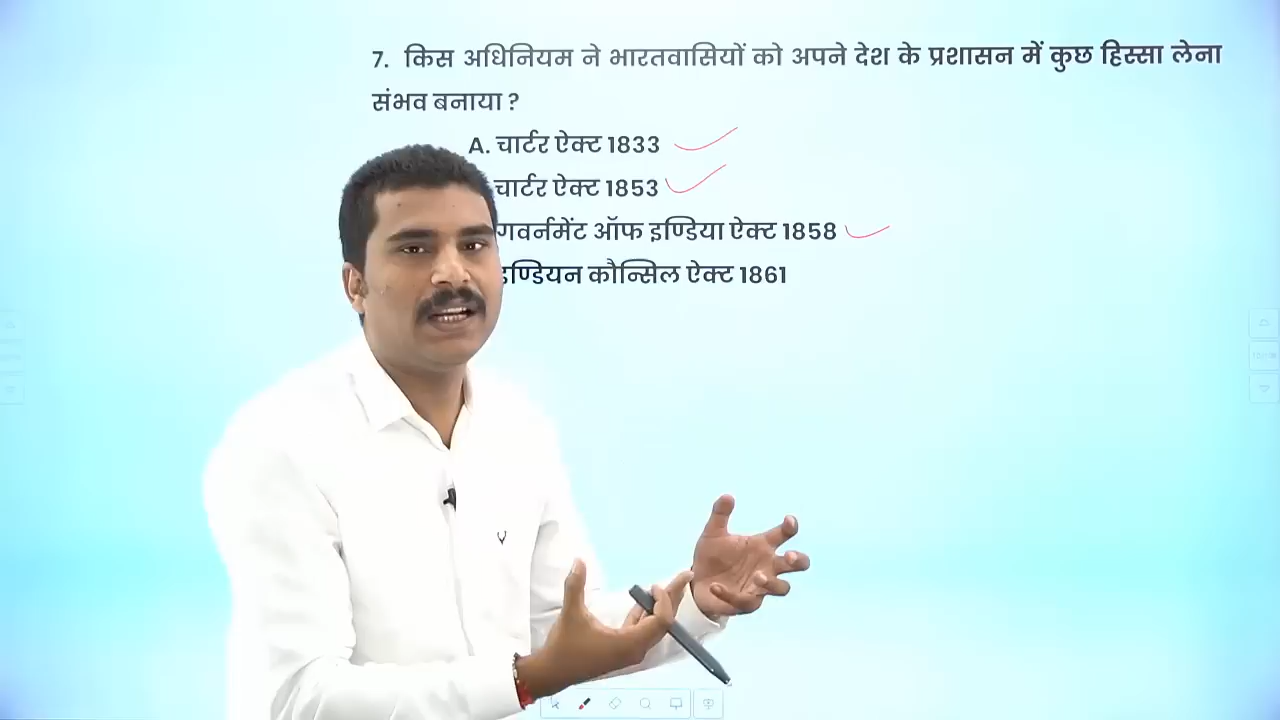 7. किस अधिनियम ने भारतवासियों को अपने देश के प्रशासन में कुछ हिस्सा लेना
संभव बनाया ?
A. चार्टर ऐक्ट 1833
चार्टर ऐक्ट 1853
गवर्नमेंट ऑफ इण्डिया ऐक्ट 1858
इण्डियन कौन्सिल ऐक्ट 1861